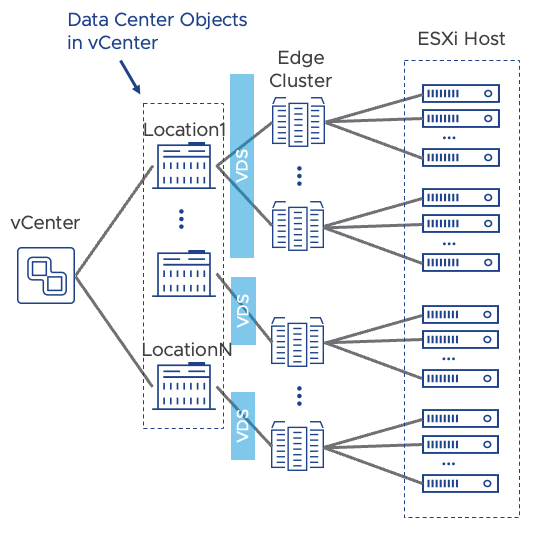 Data Center Objects
in vCenter
ESXi Host
Edge
Cluster
Location1
VDS
vCenter
VDS
LocationN
VDS